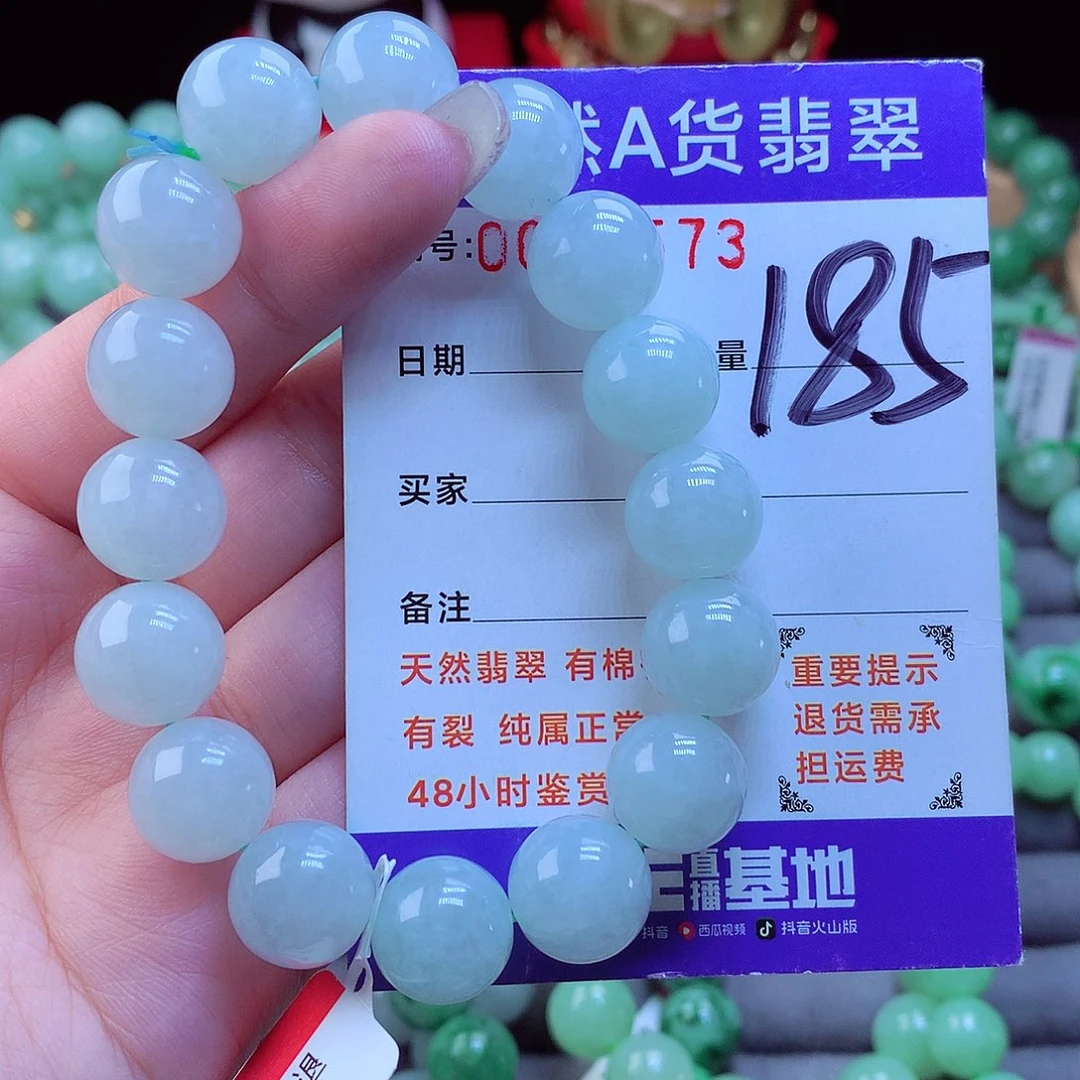 然A货翡翠
号:00 573
185
日期
量
买家
备注
天然翡翠 有棉
有裂 纯属正常
48小时鉴赏
重要提示
退货需承
担运费
直播基地
抖音 西瓜视频 抖音火山版